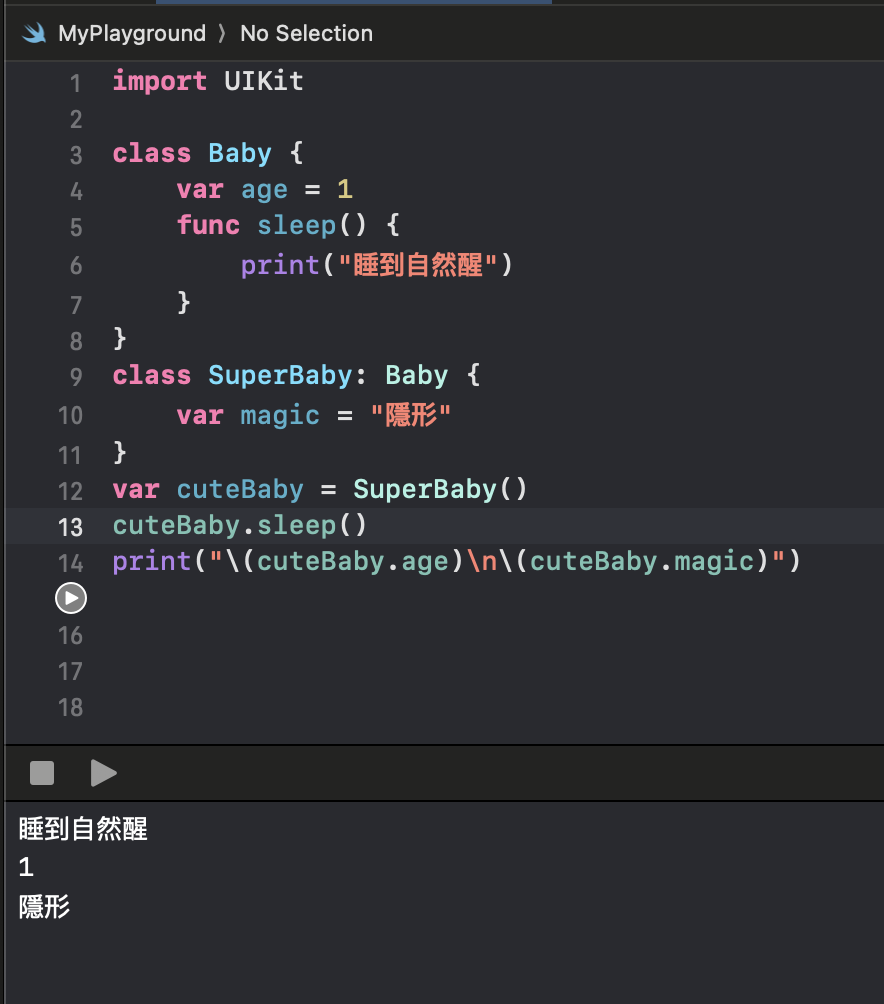 MyPlayground 〉 No Selection
1 import UIKit
2
3 class Baby {
4     var age = 1
5     func sleep() {
6         print("睡到自然醒")
7     }
8 }
9 class SuperBaby: Baby {
10     var magic = "隱形"
11 }
12 var cuteBaby = SuperBaby()
13 cuteBaby.sleep()
14 print("\(cuteBaby.age)\n\(cuteBaby.magic)")
16
17
18
睡到自然醒
1
隱形